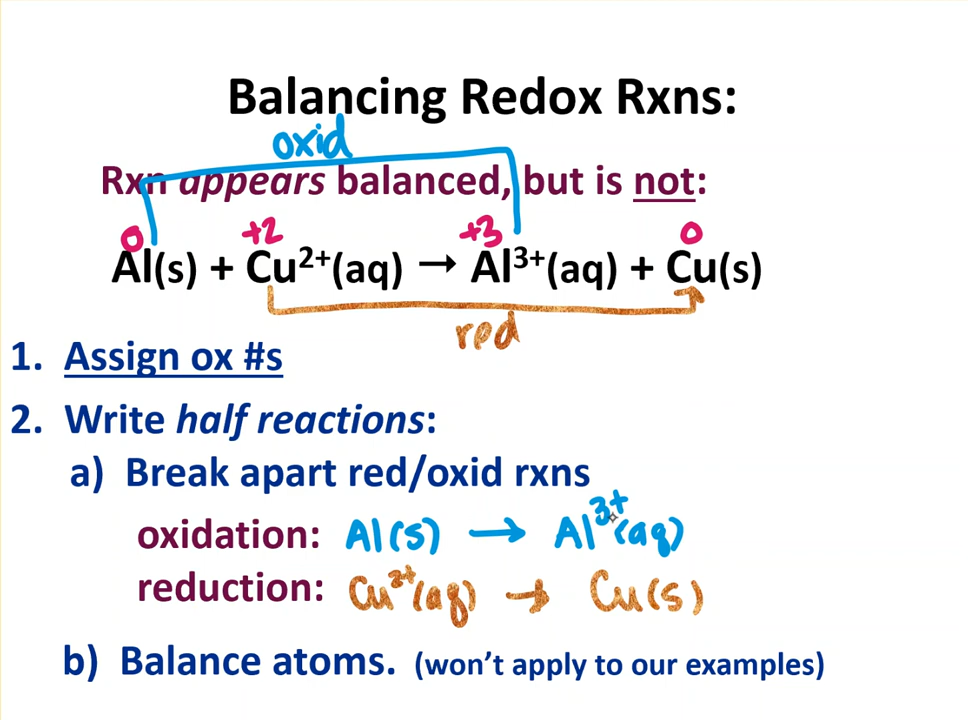 Balancing Redox Rxns:
oxid
Rxn appears balanced, but is not:
0 +2 +3 0
Al(s) + Cu²⁺(aq) → Al³⁺(aq) + Cu(s)
red
1. Assign ox #s
2. Write half reactions:
a) Break apart red/oxid rxns
oxidation: Al(s) → Al³⁺(aq)
reduction: Cu²⁺(aq) → Cu(s)
b) Balance atoms. (won't apply to our examples)